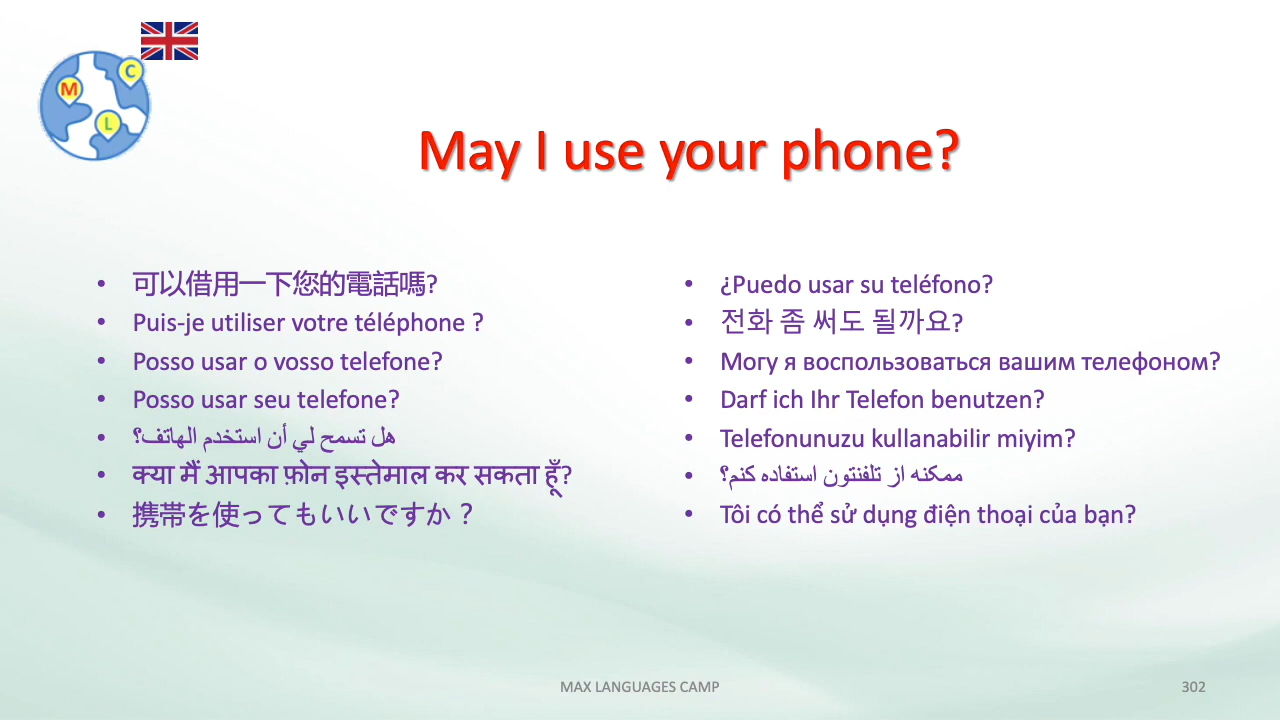 M
C
L
May I use your phone?
• 可以借用一下您的電話嗎?
• Puis-je utiliser votre téléphone ?
• Posso usar o vosso telefone?
• Posso usar seu telefone?
• هل تسمح لي أن استخدم الهاتف؟
• क्या मैं आपका फ़ोन इस्तेमाल कर सकता हूँ?
• 携帯を使ってもいいですか？
• ¿Puedo usar su teléfono?
• 전화 좀 써도 될까요?
• Могу я воспользоваться вашим телефоном?
• Darf ich Ihr Telefon benutzen?
• Telefonunuzu kullanabilir miyim?
• ممکنه از تلفنتون استفاده کنم؟
• Tôi có thể sử dụng điện thoại của bạn?
MAX LANGUAGES CAMP
302